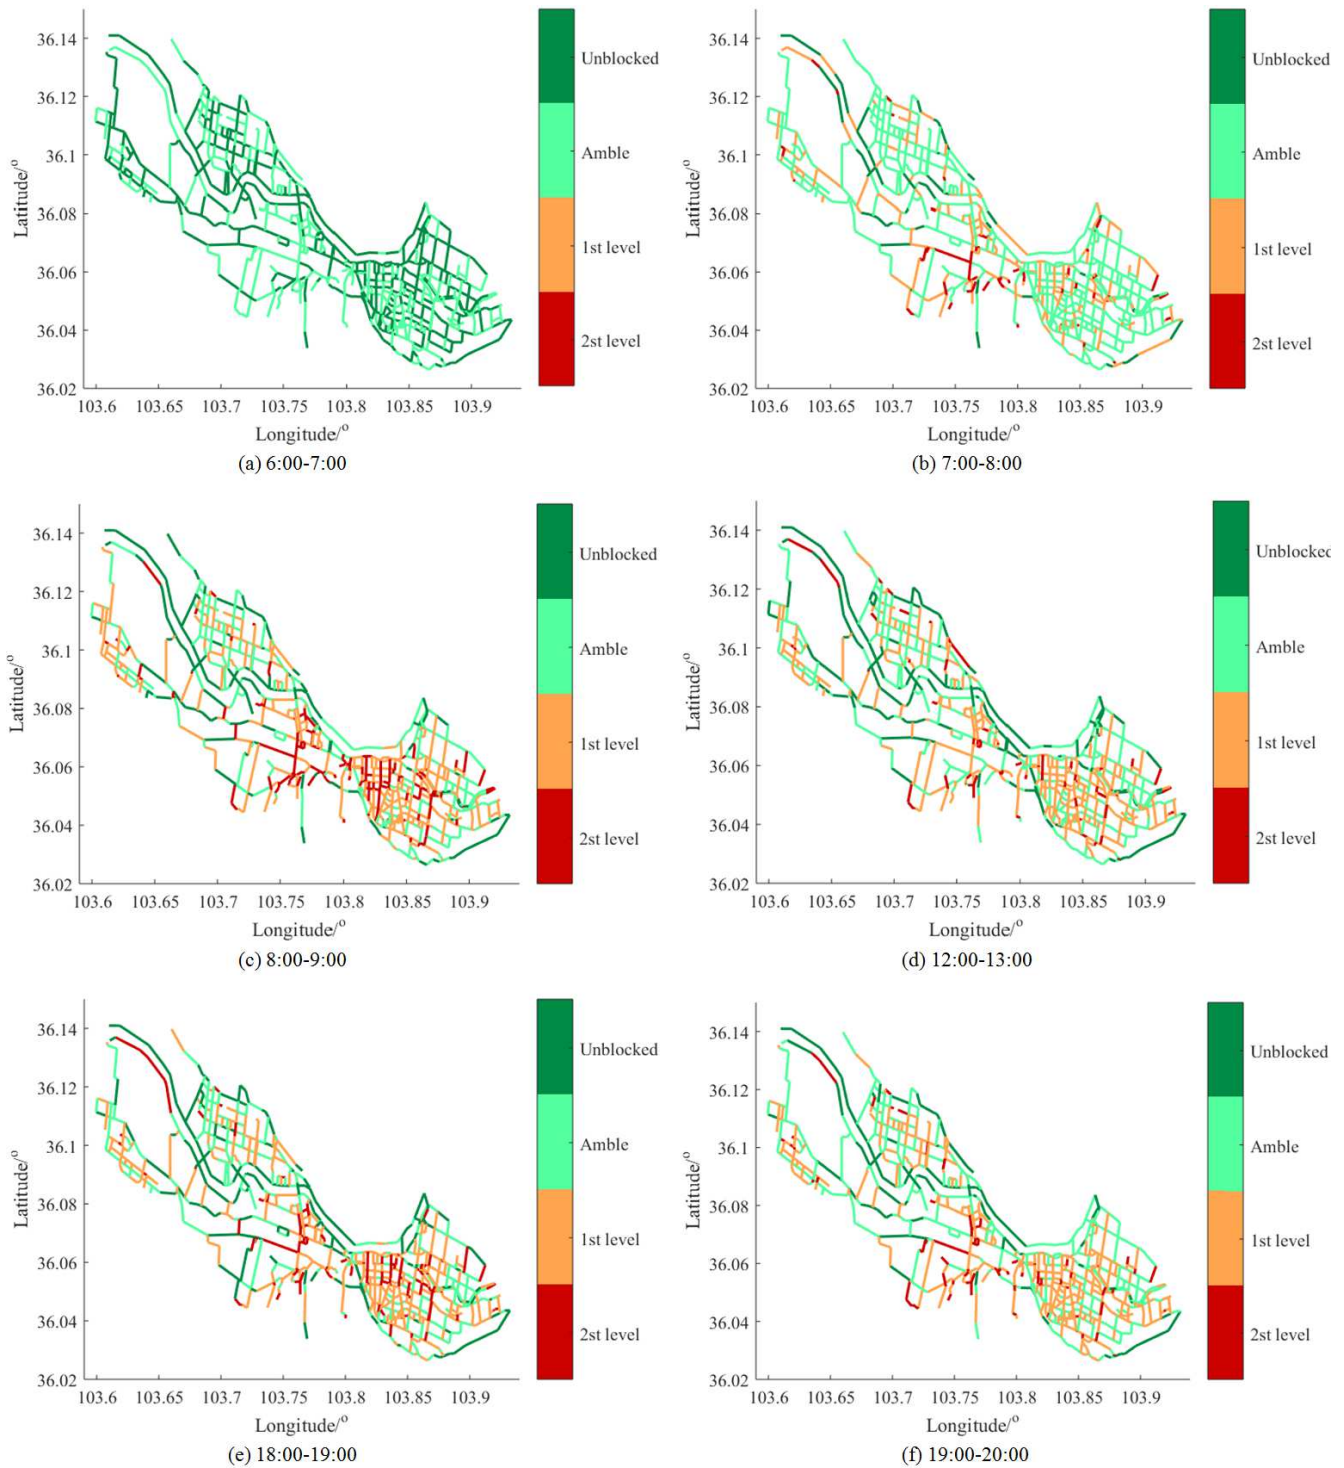 36.14
36.12
36.1
36.08
36.06
36.04
36.02
Latitude/o
103.6 103.65 103.7 103.75 103.8 103.85 103.9
Longitude/o
Unblocked
Amble
1st level
2st level
(a) 6:00-7:00
36.14
36.12
36.1
36.08
36.06
36.04
36.02
Latitude/o
103.6 103.65 103.7 103.75 103.8 103.85 103.9
Longitude/o
Unblocked
Amble
1st level
2st level
(b) 7:00-8:00
36.14
36.12
36.1
36.08
36.06
36.04
36.02
Latitude/o
103.6 103.65 103.7 103.75 103.8 103.85 103.9
Longitude/o
Unblocked
Amble
1st level
2st level
(c) 8:00-9:00
36.14
36.12
36.1
36.08
36.06
36.04
36.02
Latitude/o
103.6 103.65 103.7 103.75 103.8 103.85 103.9
Longitude/o
Unblocked
Amble
1st level
2st level
(d) 12:00-13:00
36.14
36.12
36.1
36.08
36.06
36.04
36.02
Latitude/o
103.6 103.65 103.7 103.75 103.8 103.85 103.9
Longitude/o
Unblocked
Amble
1st level
2st level
(e) 18:00-19:00
36.14
36.12
36.1
36.08
36.06
36.04
36.02
Latitude/o
103.6 103.65 103.7 103.75 103.8 103.85 103.9
Longitude/o
Unblocked
Amble
1st level
2st level
(f) 19:00-20:00